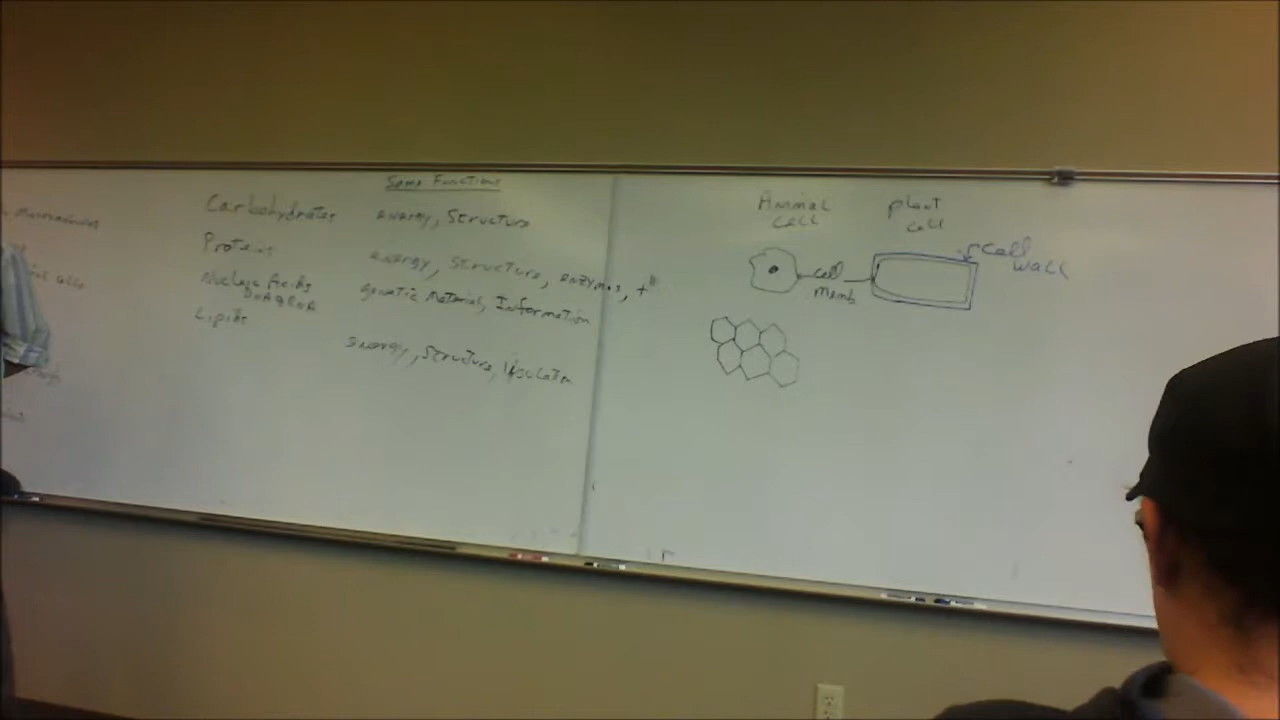 Some Functions
Carbohydrates energy, Structure
Proteins energy, Structure, enzymes, +
Nucleic Acids Genetic Material, Information
DNA & RNA
Lipids energy, Structure, Insulation
Animal
Cell
plant
cell
cell
memb
Cell
wall